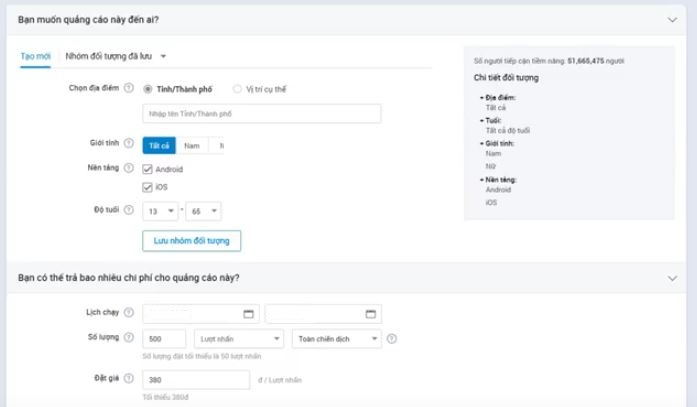 Bạn muốn quảng cáo này đến ai?
Tạo mới
Nhóm đối tượng đã lưu
Số người tiếp cận tiềm năng: 51,665,475 người
Chi tiết đối tượng
Địa điểm:
Tất cả
Tuổi:
Tất cả độ tuổi
Giới tính:
Nam
Nữ
Nền tảng:
Android
iOS
Chọn địa điểm ? Tỉnh/Thành phố Vị trí cụ thể
Nhập tên Tỉnh/Thành phố
Giới tính ? Tất cả Nam
Nền tảng ? Android
iOS
Độ tuổi ? 13 - 65
Lưu nhóm đối tượng
Bạn có thể trả bao nhiêu chi phí cho quảng cáo này?
Lịch chạy ?
Số lượng ? 500 Lượt nhấn Toàn chiến dịch ?
Số lượng đặt tối thiểu là 50 lượt nhấn
Đặt giá ? 380 đ / Lượt nhấn
Tối thiểu 380đ